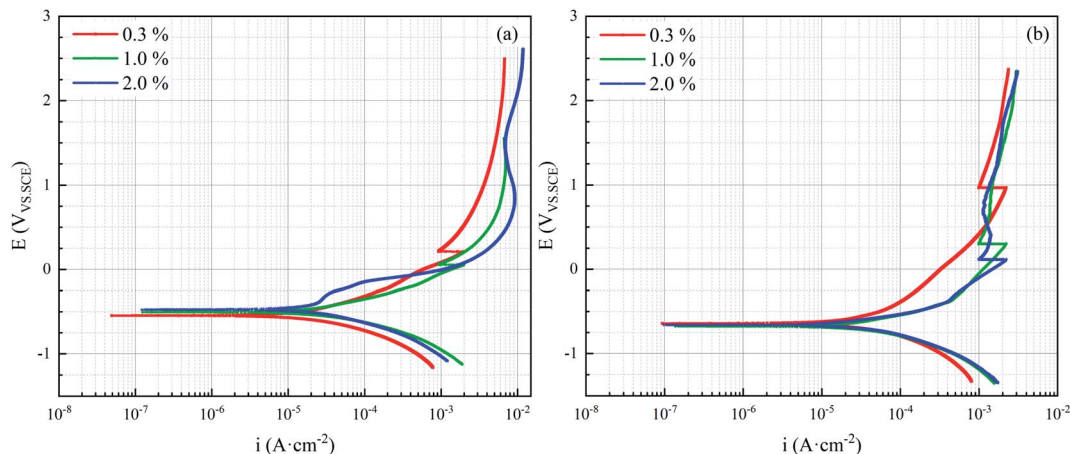 (a)
0.3 %
1.0 %
2.0 %
3
2
1
0
-1
E (V_VS.SCE)
10⁻⁸ 10⁻⁷ 10⁻⁶ 10⁻⁵ 10⁻⁴ 10⁻³ 10⁻²
i (A·cm⁻²)
(b)
0.3 %
1.0 %
2.0 %
3
2
1
0
-1
E (V_VS.SCE)
10⁻⁸ 10⁻⁷ 10⁻⁶ 10⁻⁵ 10⁻⁴ 10⁻³ 10⁻²
i (A·cm⁻²)